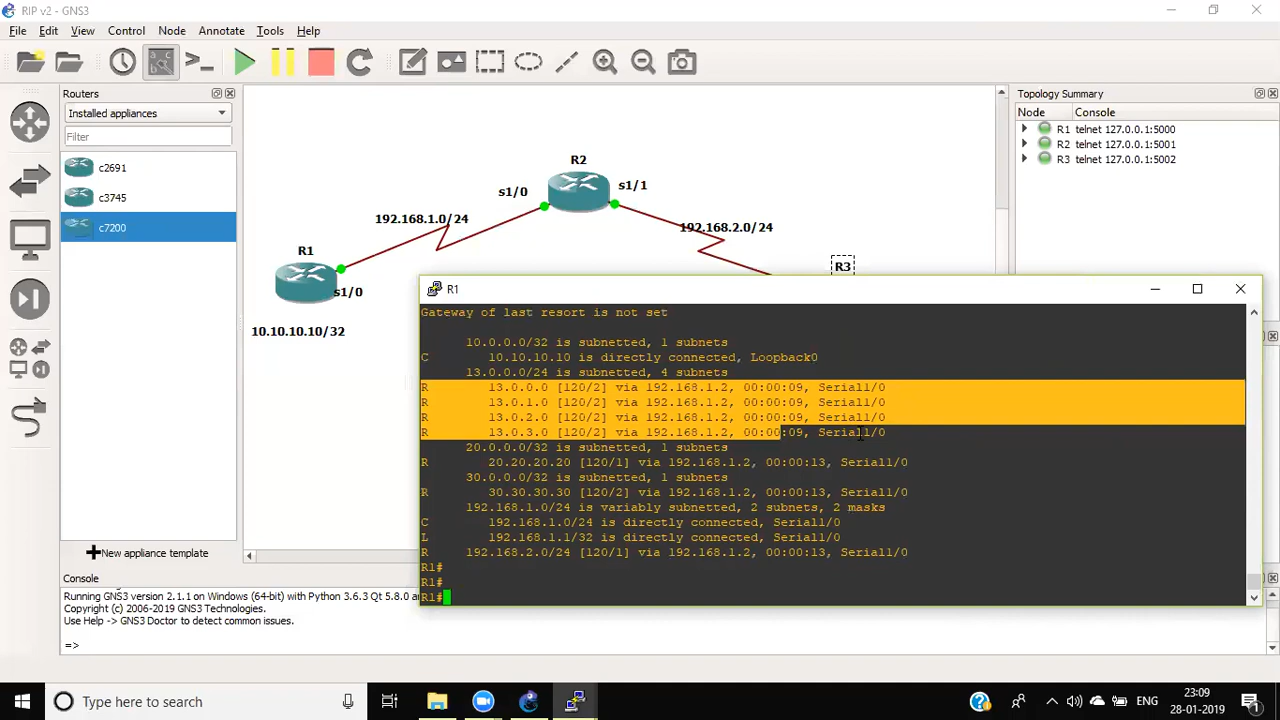 RIP v2 - GNS3
File Edit View Control Node Annotate Tools Help
Routers
Installed appliances
Filter
c2691
c3745
c7200
New appliance template
R2
s1/0
s1/1
192.168.1.0/24
192.168.2.0/24
R1
s1/0
10.10.10.10/32
R3
Topology Summary
Node Console
R1 telnet 127.0.0.1:5000
R2 telnet 127.0.0.1:5001
R3 telnet 127.0.0.1:5002
R1
Gateway of last resort is not set
10.0.0.0/32 is subnetted, 1 subnets
C 10.10.10.10 is directly connected, Loopback0
13.0.0.0/24 is subnetted, 4 subnets
R 13.0.0.0 [120/2] via 192.168.1.2, 00:00:09, Serial1/0
R 13.0.1.0 [120/2] via 192.168.1.2, 00:00:09, Serial1/0
R 13.0.2.0 [120/2] via 192.168.1.2, 00:00:09, Serial1/0
R 13.0.3.0 [120/2] via 192.168.1.2, 00:00:09, Serial1/0
20.0.0.0/32 is subnetted, 1 subnets
R 20.20.20.20 [120/1] via 192.168.1.2, 00:00:13, Serial1/0
30.0.0.0/32 is subnetted, 1 subnets
R 30.30.30.30 [120/2] via 192.168.1.2, 00:00:13, Serial1/0
192.168.1.0/24 is variably subnetted, 2 subnets, 2 masks
C 192.168.1.0/24 is directly connected, Serial1/0
L 192.168.1.1/32 is directly connected, Serial1/0
R 192.168.2.0/24 [120/1] via 192.168.1.2, 00:00:13, Serial1/0
R1#
R1#
R1#
Console
Running GNS3 version 2.1.11 on Windows (64-bit) with Python 3.6.3 Qt 5.8.0 an
Copyright (c) 2006-2019 GNS3 Technologies.
Use Help -> GNS3 Doctor to detect common issues.
=>
Type here to search
ENG
23:09
28-01-2019